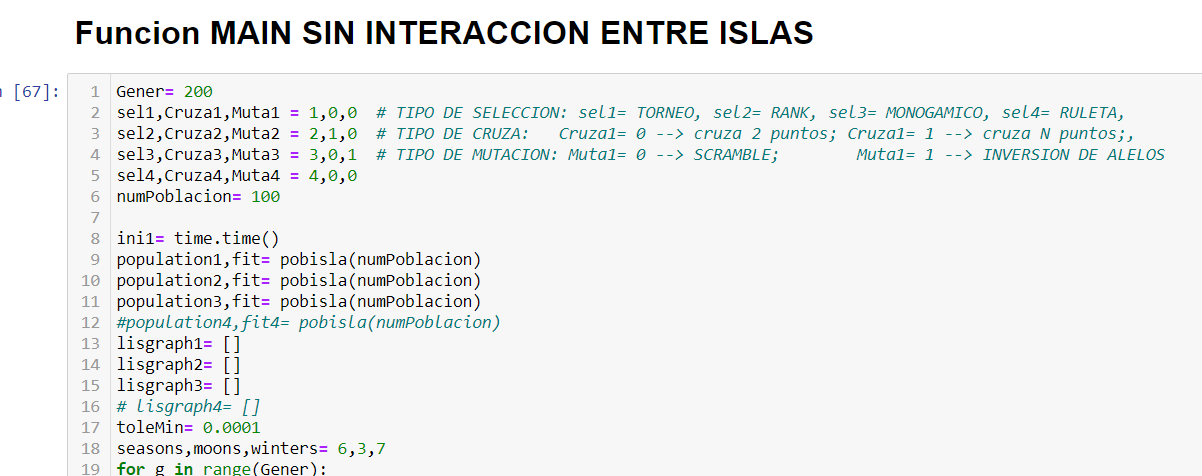 Funcion MAIN SIN INTERACCION ENTRE ISLAS
[67]:
1 Gener= 200
2 sel1,Cruza1,Muta1 = 1,0,0 # TIPO DE SELECCION: sel1= TORNEO, sel2= RANK, sel3= MONOGAMICO, sel4= RULETA,
3 sel2,Cruza2,Muta2 = 2,1,0 # TIPO DE CRUZA: Cruza1= 0 --> cruza 2 puntos; Cruza1= 1 --> cruza N puntos;,
4 sel3,Cruza3,Muta3 = 3,0,1 # TIPO DE MUTACION: Muta1= 0 --> SCRAMBLE; Muta1= 1 --> INVERSION DE ALELOS
5 sel4,Cruza4,Muta4 = 4,0,0
6 numPoblacion= 100
7
8 ini1= time.time()
9 population1,fit= pobisla(numPoblacion)
10 population2,fit= pobisla(numPoblacion)
11 population3,fit= pobisla(numPoblacion)
12 #population4,fit4= pobisla(numPoblacion)
13 lisgraph1= []
14 lisgraph2= []
15 lisgraph3= []
16 # lisgraph4= []
17 toleMin= 0.0001
18 seasons,moons,winters= 6,3,7
19 for g in range(Gener):